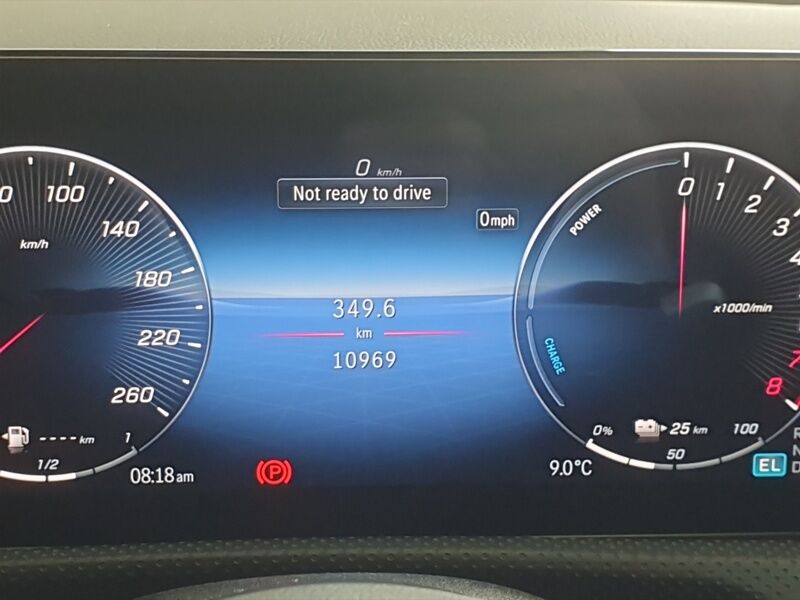 0 km/h
Not ready to drive
0mph
100
140
180
220
260
km/h
349.6
km
10969
POWER
CHARGE
0 1 2 3 4
x1000/min
7
8
---- km
1/2 1
08:18am
P
9.0°C
0% 50 100
25 km
EL
R
N
D